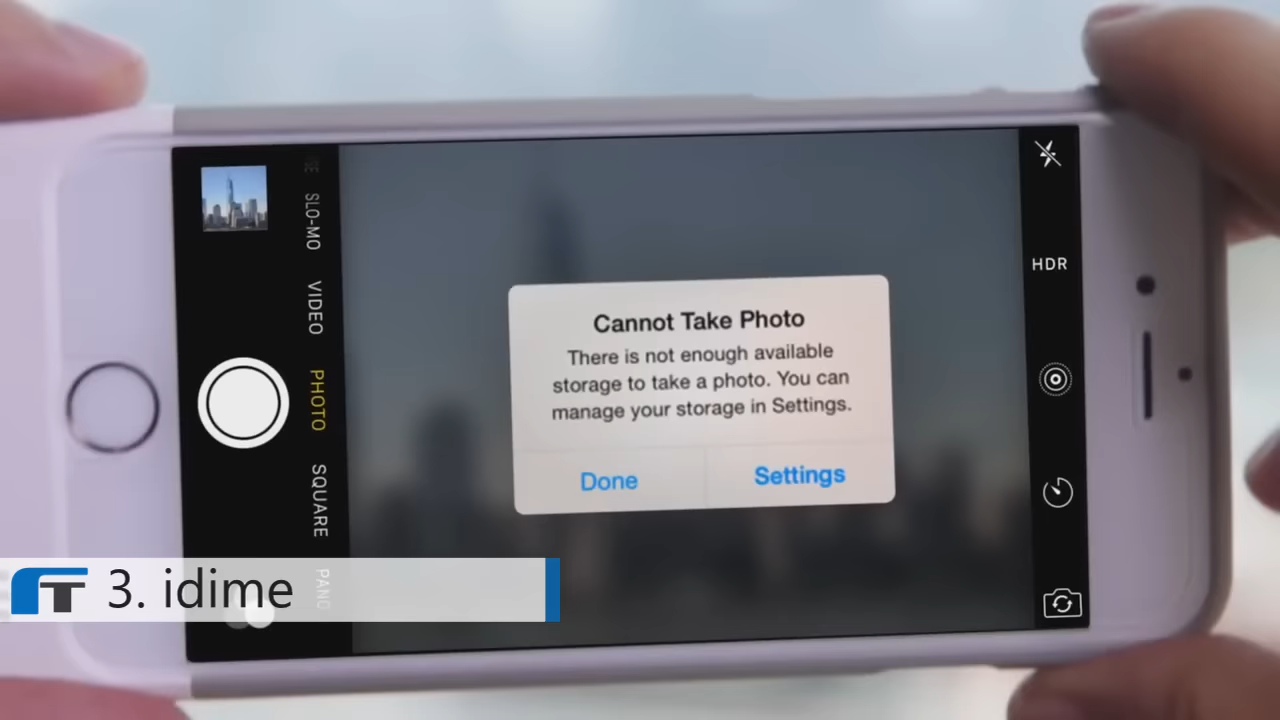 SLO-MO
VIDEO
PHOTO
SQUARE
PANO
HDR
Cannot Take Photo
There is not enough available
storage to take a photo. You can
manage your storage in Settings.
Done
Settings
3. idime